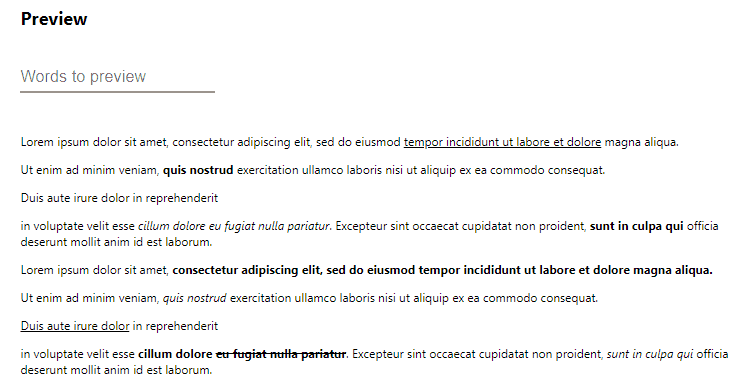 Preview
Words to preview
Lorem ipsum dolor sit amet, consectetur adipiscing elit, sed do eiusmod tempor incididunt ut labore et dolore magna aliqua.
Ut enim ad minim veniam, quis nostrud exercitation ullamco laboris nisi ut aliquip ex ea commodo consequat.
Duis aute irure dolor in reprehenderit
in voluptate velit esse cillum dolore eu fugiat nulla pariatur. Excepteur sint occaecat cupidatat non proident, sunt in culpa qui officia
deserunt mollit anim id est laborum.
Lorem ipsum dolor sit amet, consectetur adipiscing elit, sed do eiusmod tempor incididunt ut labore et dolore magna aliqua.
Ut enim ad minim veniam, quis nostrud exercitation ullamco laboris nisi ut aliquip ex ea commodo consequat.
Duis aute irure dolor in reprehenderit
in voluptate velit esse cillum dolore eu fugiat nulla pariatur. Excepteur sint occaecat cupidatat non proident, sunt in culpa qui officia
deserunt mollit anim id est laborum.